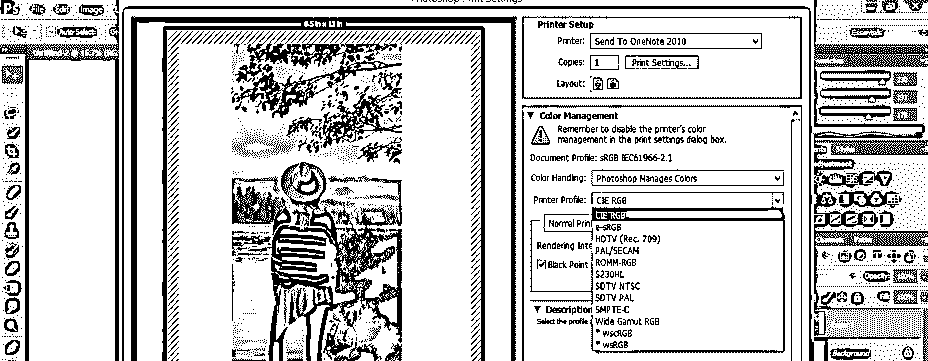 Ps File Edit Image
Photoshop Print Settings
Auto Select:
8.5 in x 11 in
Printer Setup
Printer: Send To OneNote 2010
Copies: 1 Print Settings...
Layout:
Color Management
Remember to disable the printer's color
management in the print settings dialog box.
Document Profile: sRGB IEC61966-2.1
Color Handling: Photoshop Manages Colors
Printer Profile: CIE RGB
CIE RGB
e-sRGB
HDTV (Rec. 709)
PAL/SECAM
ROMM-RGB
S230HL
SDTV NTSC
SDTV PAL
SMPTE-C
Wide Gamut RGB
* wscRGB
* wsRGB
Normal Prin
Rendering Inte
Black Point
Description
Select the profile
Essentials
Opacity:
Background